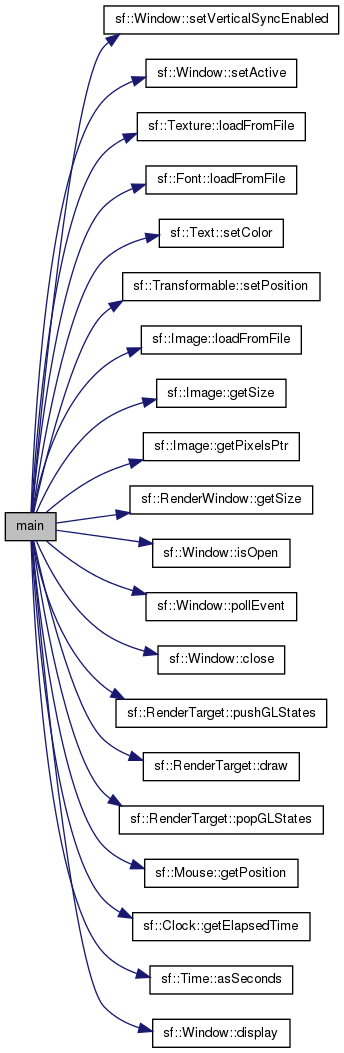 sf::Window::setVerticalSyncEnabled
sf::Window::setActive
sf::Texture::loadFromFile
sf::Font::loadFromFile
sf::Text::setColor
sf::Transformable::setPosition
sf::Image::loadFromFile
sf::Image::getSize
sf::Image::getPixelsPtr
sf::RenderWindow::getSize
main
sf::Window::isOpen
sf::Window::pollEvent
sf::Window::close
sf::RenderTarget::pushGLStates
sf::RenderTarget::draw
sf::RenderTarget::popGLStates
sf::Mouse::getPosition
sf::Clock::getElapsedTime
sf::Time::asSeconds
sf::Window::display